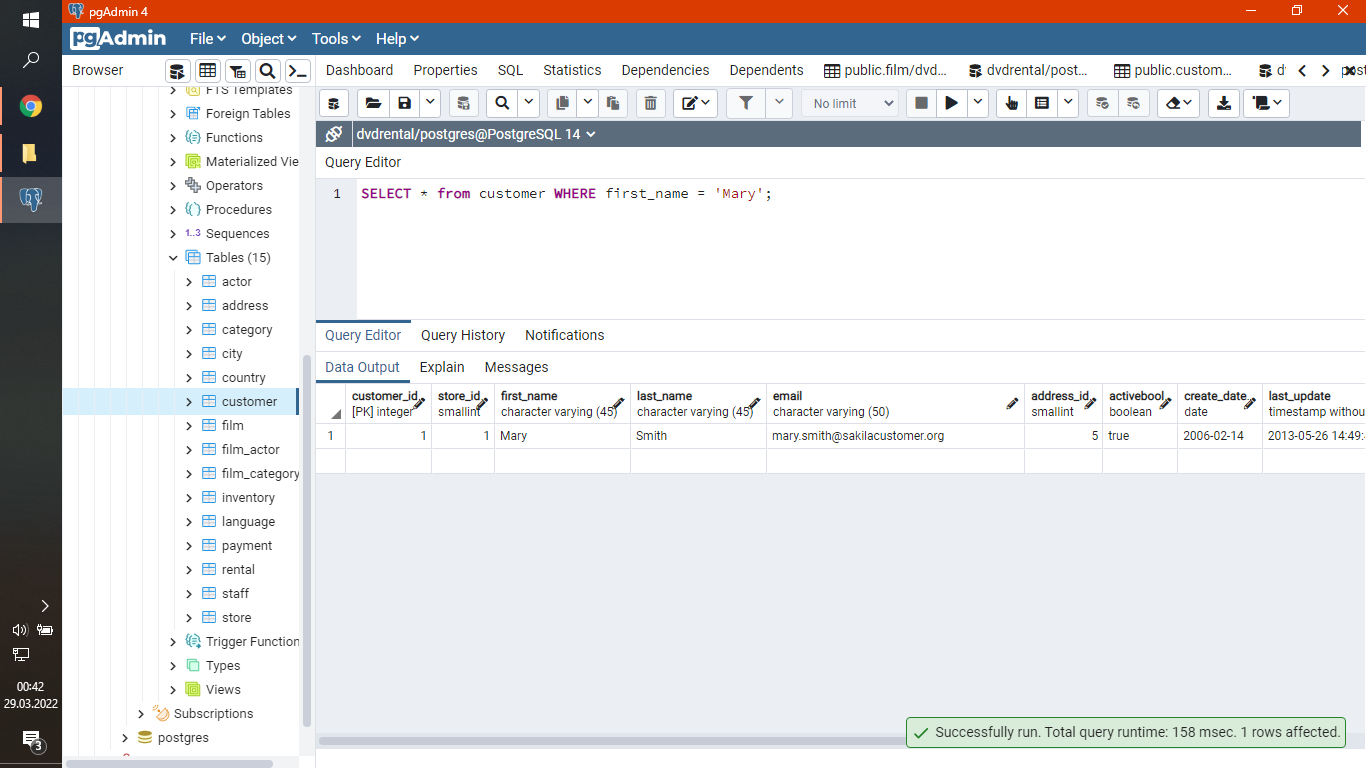 pgAdmin 4
pgAdmin File Object Tools Help
Browser
Dashboard Properties SQL Statistics Dependencies Dependents public.film/dvd... dvdrental/post... public.custom...
No limit
dvdrental/postgres@PostgreSQL 14
Query Editor
1 SELECT * from customer WHERE first_name = 'Mary';
FTS Templates
Foreign Tables
Functions
Materialized Vie
Operators
Procedures
1..3 Sequences
Tables (15)
actor
address
category
city
country
customer
film
film_actor
film_category
inventory
language
payment
rental
staff
store
Trigger Function
Types
Views
Subscriptions
postgres
Query Editor Query History Notifications
Data Output Explain Messages
customer_id store_id first_name last_name email address_id activebool create_date last_update
[PK] integer smallint character varying (45) character varying (45) character varying (50) smallint boolean date timestamp withou
1 1 1 Mary Smith mary.smith@sakilacustomer.org 5 true 2006-02-14 2013-05-26 14:49:
Successfully run. Total query runtime: 158 msec. 1 rows affected.
00:42
29.03.2022
3